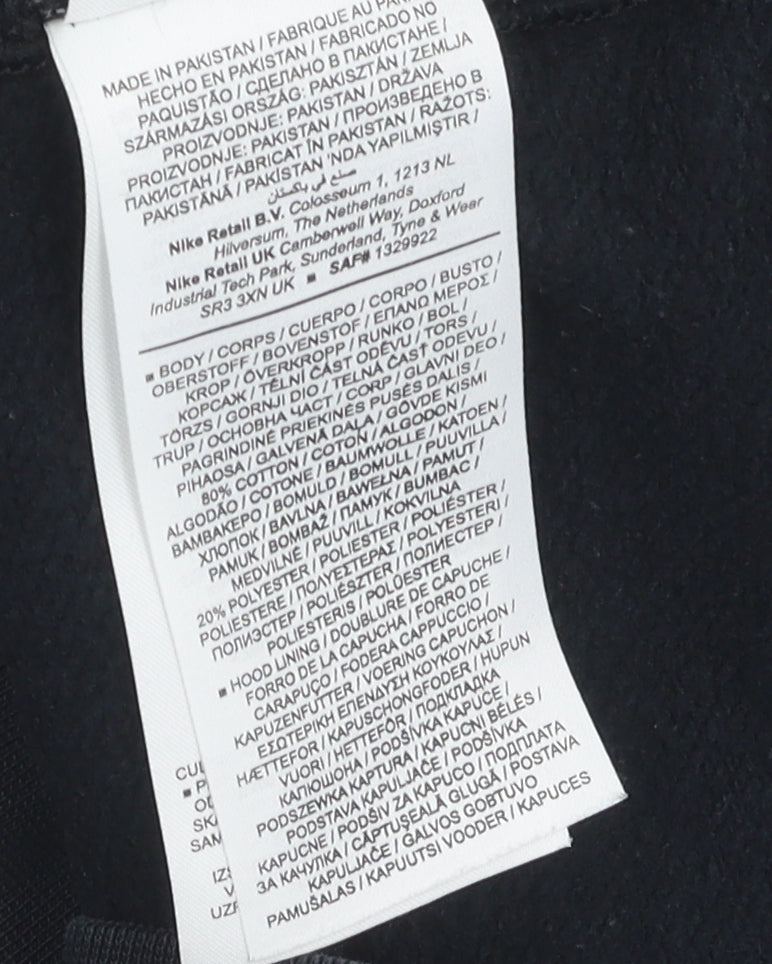 MADE IN PAKISTAN / FABRIQUE AU
HECHO EN PAKISTAN / FABRICADO NO
PAQUISTÃO / СДЕЛАНО В ПАКИСТАНЕ /
SZÁRMAZÁSI ORSZÁG: PAKISZTÁN / ZEMLJA
PROIZVODNJE: PAKISTAN / DRŽAVA
PROIZVODNJE: PAKISTAN / ПРОИЗВЕДЕНО В
ПАКИСТАН / FABRICAT ÎN PAKISTAN / RAŽOTS:
PAKISTĀNĀ / PAKİSTAN 'NDA YAPILMIŞTIR /
صنع في باكستان
Nike Retail B.V. Colosseum 1, 1213 NL
Hilversum, The Netherlands
Nike Retail UK Camberwell Way, Doxford
Industrial Tech Park, Sunderland, Tyne & Wear
SR3 3XN UK ■ SAF# 1329922
■ BODY / CORPS / CUERPO / CORPO / BUSTO /
OBERSTOFF / BOVENSTOF / ΕΠΑΝΩ ΜΕΡΟΣ /
KROP / ÖVERKROPP / RUNKO / BOL /
КОРСАЖ / TĚLNÍ ČÁST ODĚVU / TORS /
TÖRZS / GORNJI DIO / TELNÁ ČASŤ ODEVU /
TRUP / ОСНОВНА ЧАСТ / CORP / GLAVNI DEO /
PAGRINDINĖ PRIEKINĖS PUSĖS DALIS /
PIHAOSA / GALVENĀ DAĻA / GÖVDE KISMI
80% COTTON / COTON / ALGODON /
ALGODÃO / COTONE / BAUMWOLLE / KATOEN /
ΒΑΜΒΑΚΕΡΟ / BOMULD / BOMULL / PUUVILLA /
ХЛОПОК / BAVLNA / BAWEŁNA / PAMUT /
PAMUK / BOMBAŽ / ПАМУК / BUMBAC /
MEDVILNĖ / PUUVILL / KOKVILNA
20% POLYESTER / POLIESTER / POLIÉSTER /
POLIESTERE / ΠΟΛΥΕΣΤΕΡΑΣ / POLYESTERI /
ПОЛИЭСТЕР / POLIÉSZTER / ПОЛИЕСТЕР /
POLIESTERIS / POLÜESTER
■ HOOD LINING / DOUBLURE DE CAPUCHE /
FORRO DE LA CAPUCHA / FORRO DE
CARAPUÇO / FODERA CAPPUCCIO /
KAPUZENFUTTER / VOERING CAPUCHON /
ΕΣΩΤΕΡΙΚΗ ΕΠΕΝΔΥΣΗ ΚΟΥΚΟΥΛΑΣ /
HÆTTEFOR / KAPUSCHONGFODER / HUPUN
VUORI / HETTEFÔR / ПОДКЛАДКА
КАПЮШОНА / PODŠÍVKA KAPUCE /
PODSZEWKA KAPTURA / KAPUCNI BÉLÉS /
PODSTAVA KAPULJAČE / PODŠÍVKA
KAPUCNE / PODŠIV ZA KAPUCO / ПОДПЛАТА
ЗА КАЧУЛКА / CĂPTUȘEALĂ GLUGĂ / POSTAVA
KAPULJAČE / GALVOS GOBTUVO
PAMUŠALAS / KAPUUTSI VOODER / KAPUCES